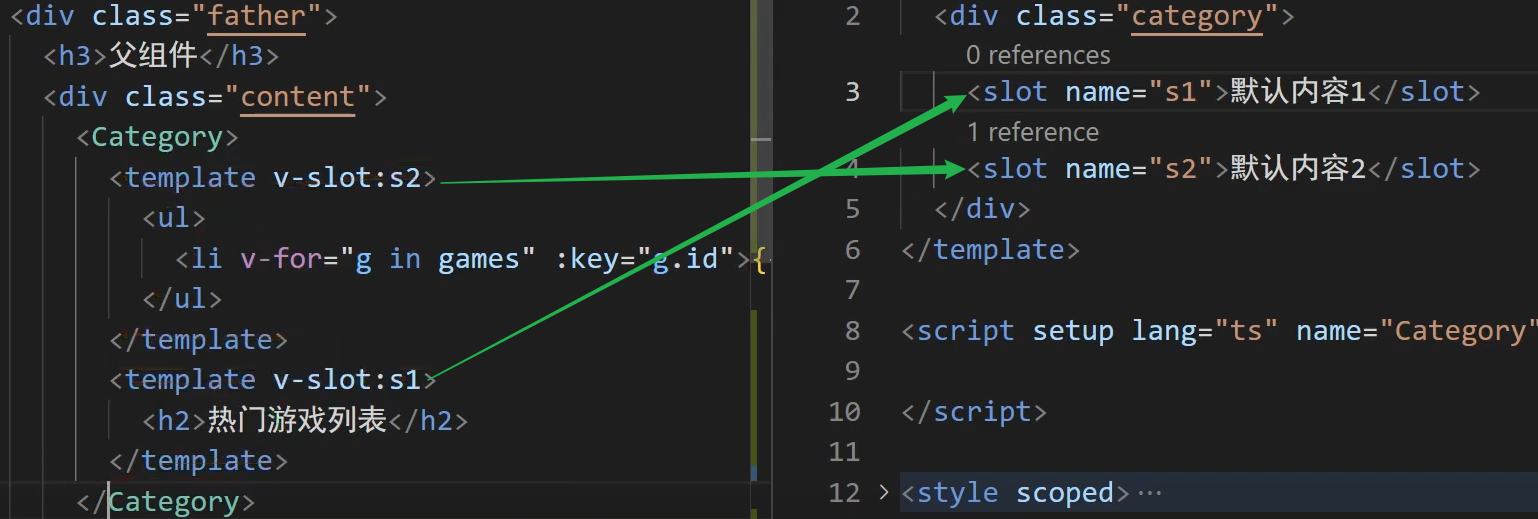 <div class="father">
<h3>父组件</h3>
<div class="content">
<Category>
<template v-slot:s2>
<ul>
<li v-for="g in games" :key="g.id">{
</ul>
</template>
<template v-slot:s1>
<h2>热门游戏列表</h2>
</template>
</Category>
2 <div class="category">
0 references
3 <slot name="s1">默认内容1</slot>
1 reference
4 <slot name="s2">默认内容2</slot>
5 </div>
6 </template>
7
8 <script setup lang="ts" name="Category"
9
10 </script>
11
12 > <style scoped>···